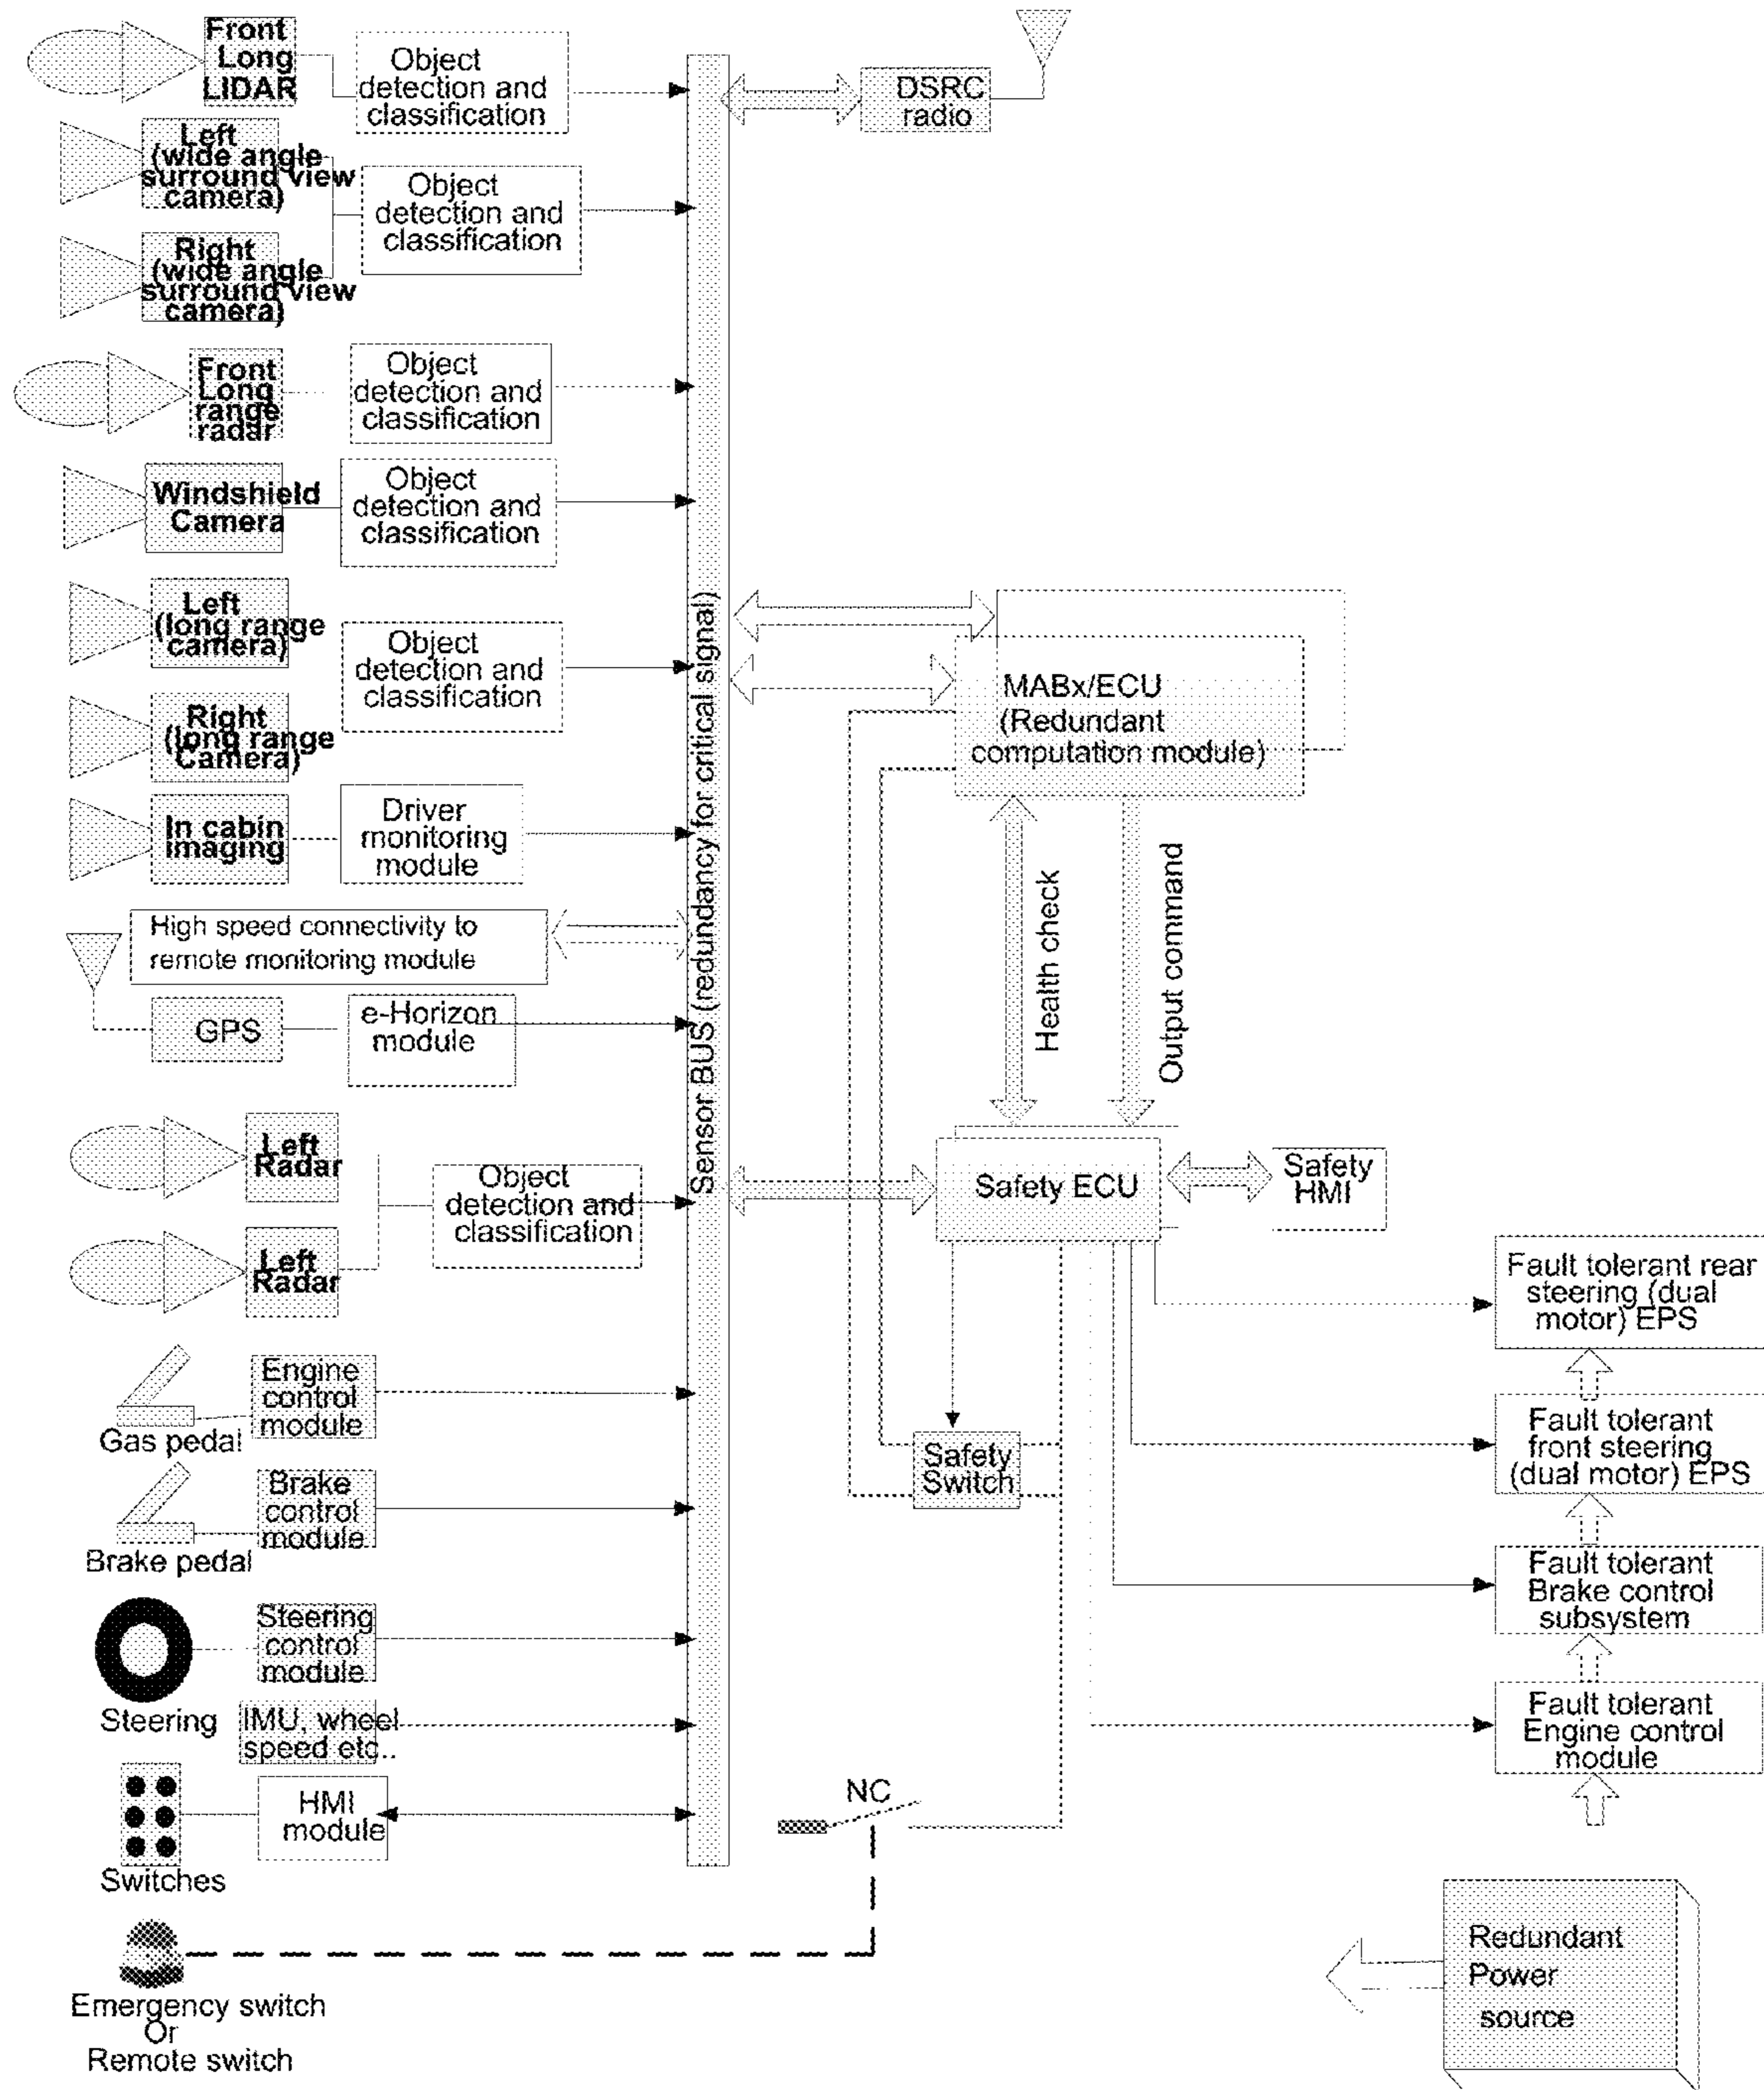 Front
Long
LIDAR
Object
detection and
classification
DSRC
radio
Left
(wide angle
surround view
camera)
Object
detection and
classification
Right
(wide angle
surround view
camera)
Front
Long
range
radar
Object
detection and
classification
Windshield
Camera
Object
detection and
classification
Left
(long range
camera)
Object
detection and
classification
Right
(long range
Camera)
In cabin
imaging
Driver
monitoring
module
High speed connectivity to
remote monitoring module
GPS
e-Horizon
module
Left
Radar
Object
detection and
classification
Left
Radar
Engine
control
module
Gas pedal
Brake
control
module
Brake pedal
Steering
control
module
Steering
IMU, wheel
speed etc..
HMI
module
Switches
Emergency switch
Or
Remote switch
Sensor BUS (redundancy for critical signal)
MABx/ECU
(Redundant
computation module)
Health check
Output command
Safety ECU
Safety
HMI
Safety
Switch
NC
Fault tolerant rear
steering (dual
motor) EPS
Fault tolerant
front steering
(dual motor) EPS
Fault tolerant
Brake control
subsystem
Fault tolerant
Engine control
module
Redundant
Power
source